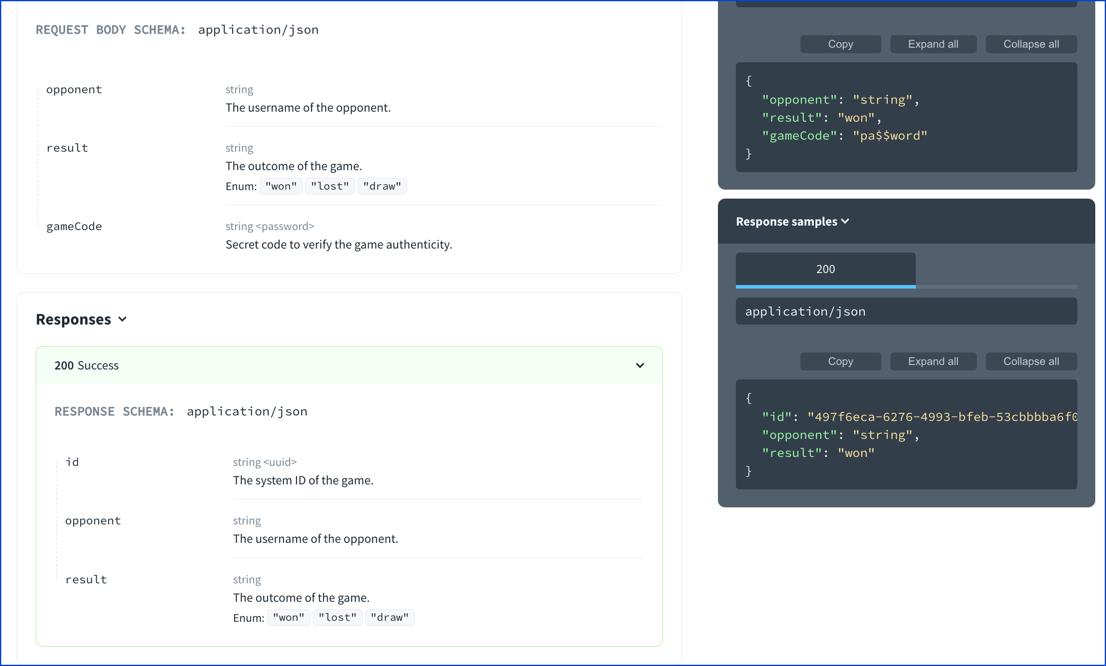 REQUEST BODY SCHEMA: application/json
opponent
string
The username of the opponent.
result
string
The outcome of the game.
Enum: "won" "lost" "draw"
gameCode
string <password>
Secret code to verify the game authenticity.
Responses
200 Success
RESPONSE SCHEMA: application/json
id
string <uuid>
The system ID of the game.
opponent
string
The username of the opponent.
result
string
The outcome of the game.
Enum: "won" "lost" "draw"
Copy Expand all Collapse all
{
"opponent": "string",
"result": "won",
"gameCode": "pa$$word"
}
Response samples
200
application/json
Copy Expand all Collapse all
{
"id": "497f6eca-6276-4993-bfeb-53cbbbba6f0
"opponent": "string",
"result": "won"
}